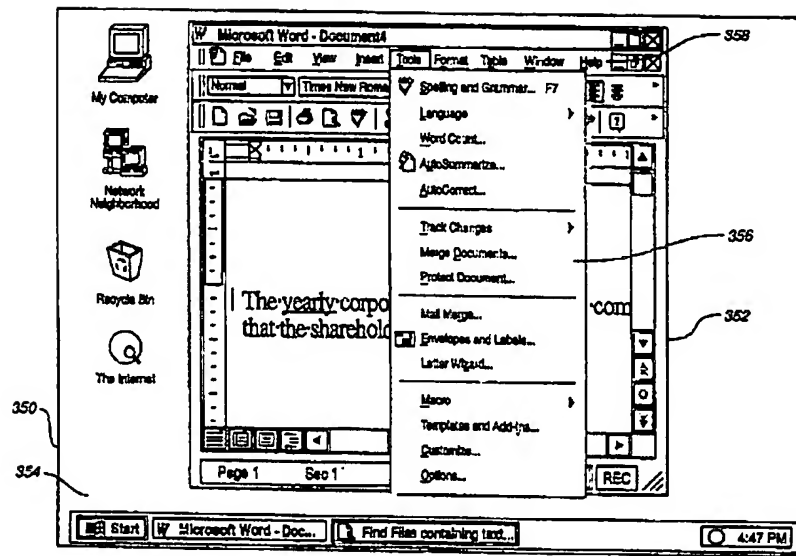 Microsoft Word - Document4
File Edit View Insert Tools Format Table Window Help
Normal Times New Roma
Spelling and Grammar... F7
Language
Word Count...
AutoSummarize...
AutoCorrect...
Track Changes
Merge Documents...
Protect Document...
Mail Merge...
Envelopes and Labels...
Letter Wizard...
Macro
Templates and Add-Ins...
Customize...
Options...
The·yearly·corpo
·com
that·the·sharehold
Page 1 Sec 1
REC
My Computer
Network
Neighborhood
Recycle Bin
The Internet
Start
Microsoft Word - Doc...
Find Files containing text...
4:47 PM
358
356
352
350
354